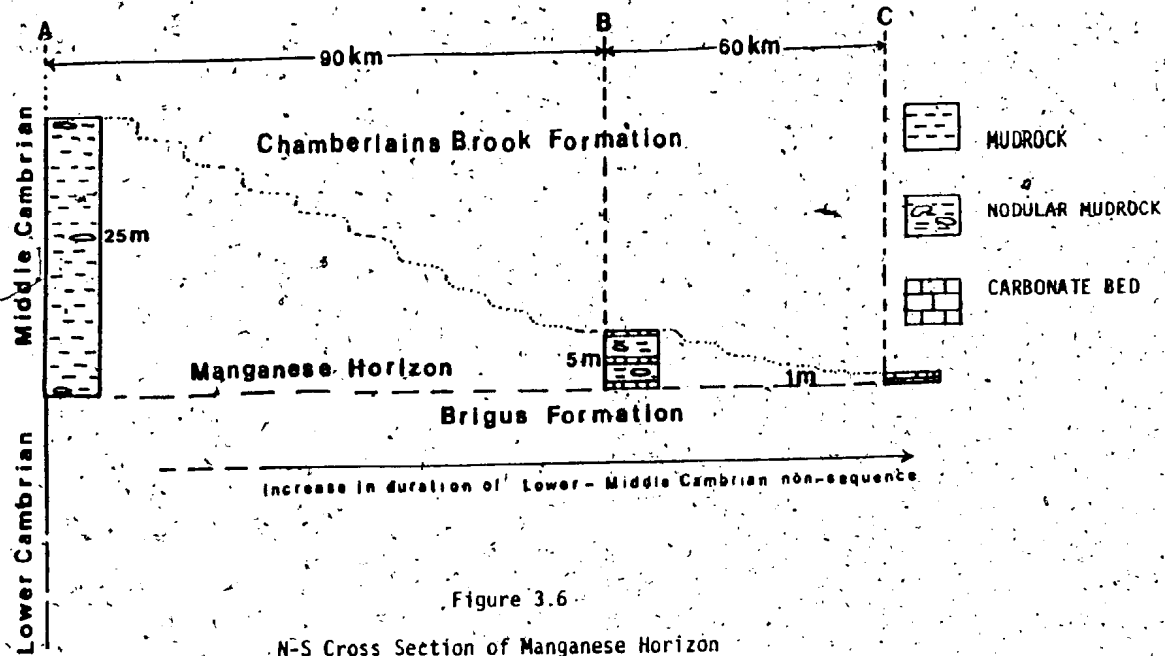 A
B
C
90 km
60 km
Middle Cambrian
Lower Cambrian
Chamberlains Brook Formation
25m
5m
1m
Manganese Horizon
Brigus Formation
Increase in duration of Lower - Middle Cambrian non-sequence
MUDROCK
NODULAR MUDROCK
CARBONATE BED
Figure 3.6
N-S Cross Section of Manganese Horizon